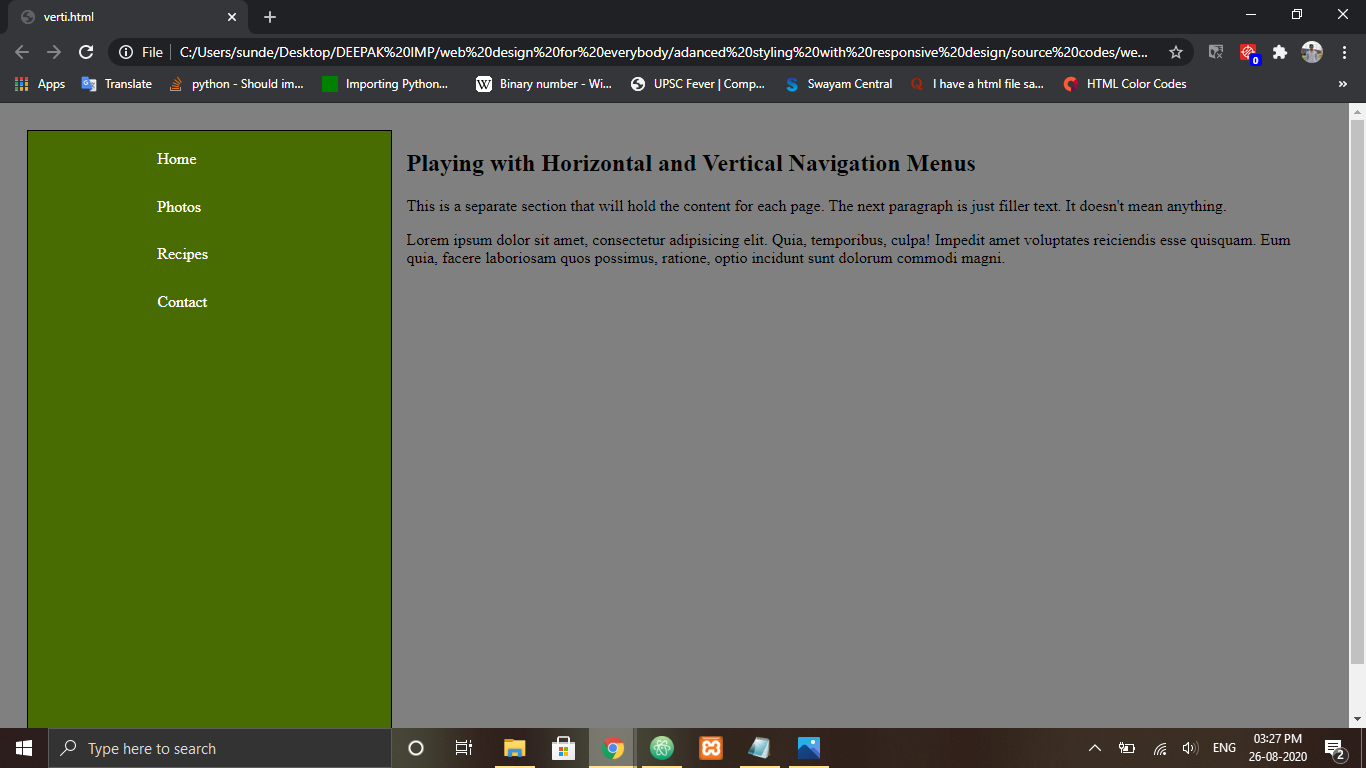 verti.html
File
C:/Users/sunde/Desktop/DEEPAK%20IMP/web%20design%20for%20everybody/adanced%20styling%20with%20responsive%20design/source%20codes/we...
0
Apps
Translate
python - Should im...
Importing Python...
W
Binary number - Wi...
UPSC Fever | Comp...
S
Swayam Central
Q
I have a html file sa...
HTML Color Codes
»
Home
Photos
Recipes
Contact
Playing with Horizontal and Vertical Navigation Menus
This is a separate section that will hold the content for each page. The next paragraph is just filler text. It doesn't mean anything.
Lorem ipsum dolor sit amet, consectetur adipisicing elit. Quia, temporibus, culpa! Impedit amet voluptates reiciendis esse quisquam. Eum
quia, facere laboriosam quos possimus, ratione, optio incidunt sunt dolorum commodi magni.
Type here to search
ENG
03:27 PM
26-08-2020
2